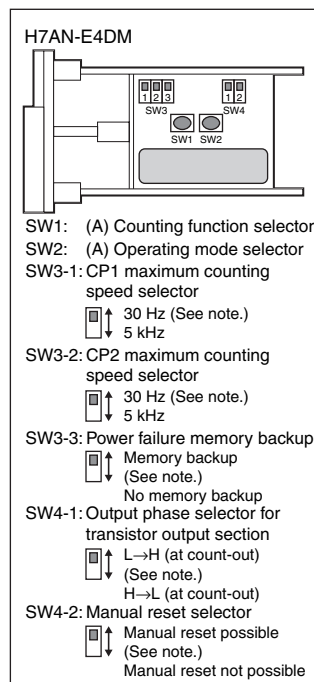 H7AN-E4DM
1 2 3
1 2
SW3
SW4
SW1 SW2
SW1: (A) Counting function selector
SW2: (A) Operating mode selector
SW3-1: CP1 maximum counting
speed selector
30 Hz (See note.)
5 kHz
SW3-2: CP2 maximum counting
speed selector
30 Hz (See note.)
5 kHz
SW3-3: Power failure memory backup
Memory backup
(See note.)
No memory backup
SW4-1: Output phase selector for
transistor output section
L→H (at count-out)
(See note.)
H→L (at count-out)
SW4-2: Manual reset selector
Manual reset possible
(See note.)
Manual reset not possible